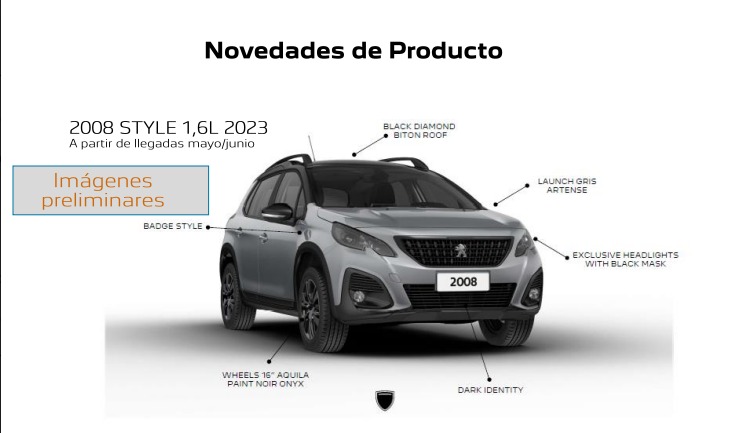 Novedades de Producto
2008 STYLE 1,6L 2023
A partir de llegadas mayo/junio
Imágenes
preliminares
BLACK DIAMOND
BITON ROOF
LAUNCH GRIS
ARTENSE
BADGE STYLE
EXCLUSIVE HEADLIGHTS
WITH BLACK MASK
2008
WHEELS 16" AQUILA
PAINT NOIR ONYX
DARK IDENTITY